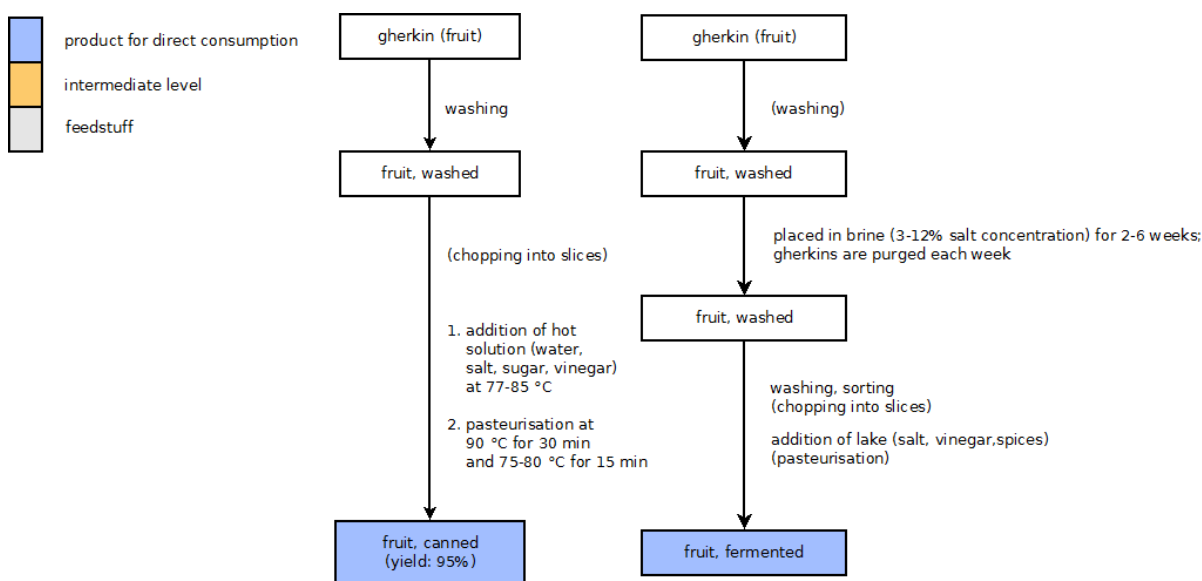 product for direct consumption
intermediate level
feedstuff
gherkin (fruit)
washing
fruit, washed
(chopping into slices)
1. addition of hot
solution (water,
salt, sugar, vinegar)
at 77-85 °C
2. pasteurisation at
90 °C for 30 min
and 75-80 °C for 15 min
fruit, canned
(yield: 95%)
gherkin (fruit)
(washing)
fruit, washed
placed in brine (3-12% salt concentration) for 2-6 weeks;
gherkins are purged each week
fruit, washed
washing, sorting
(chopping into slices)
addition of lake (salt, vinegar,spices)
(pasteurisation)
fruit, fermented